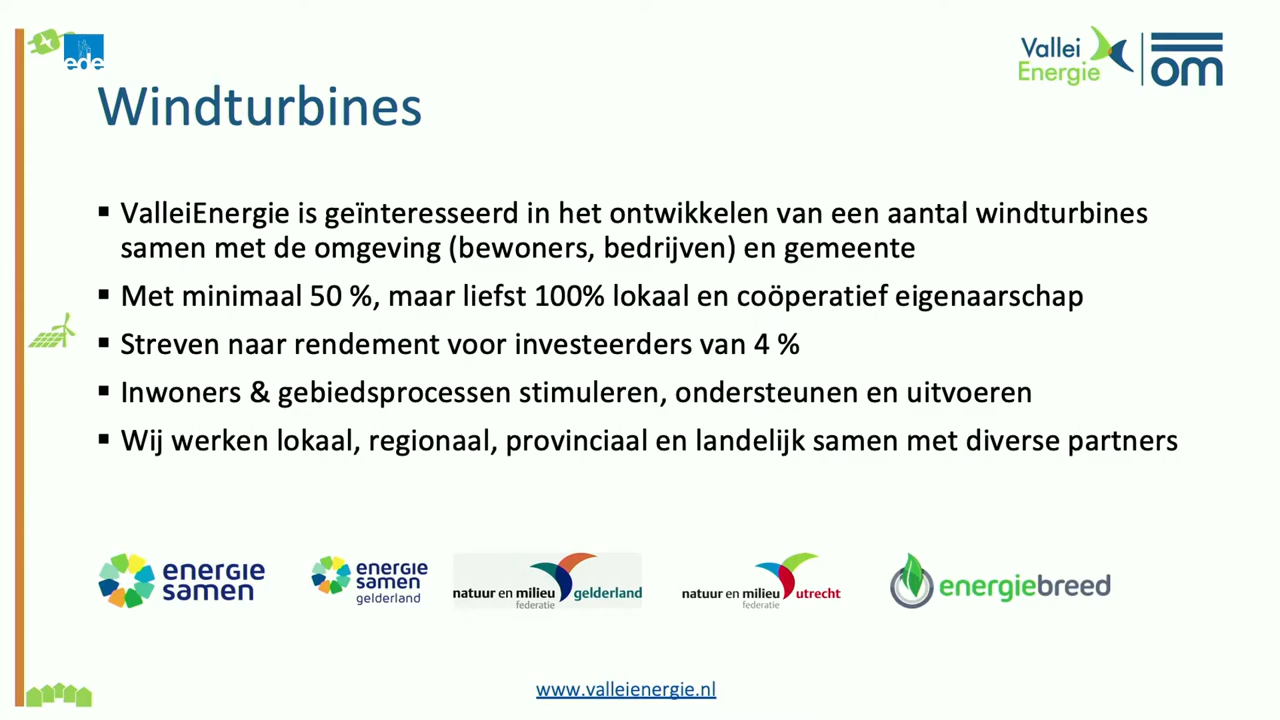 ede
Vallei
Energie
om
Windturbines
▪ ValleiEnergie is geïnteresseerd in het ontwikkelen van een aantal windturbines
samen met de omgeving (bewoners, bedrijven) en gemeente
▪ Met minimaal 50 %, maar liefst 100% lokaal en coöperatief eigenaarschap
▪ Streven naar rendement voor investeerders van 4 %
▪ Inwoners & gebiedsprocessen stimuleren, ondersteunen en uitvoeren
▪ Wij werken lokaal, regionaal, provinciaal en landelijk samen met diverse partners
energie
samen
energie
samen
gelderland
natuur en milieu gelderland
federatie
natuur en milieu utrecht
federatie
energiebreed
www.valleienergie.nl